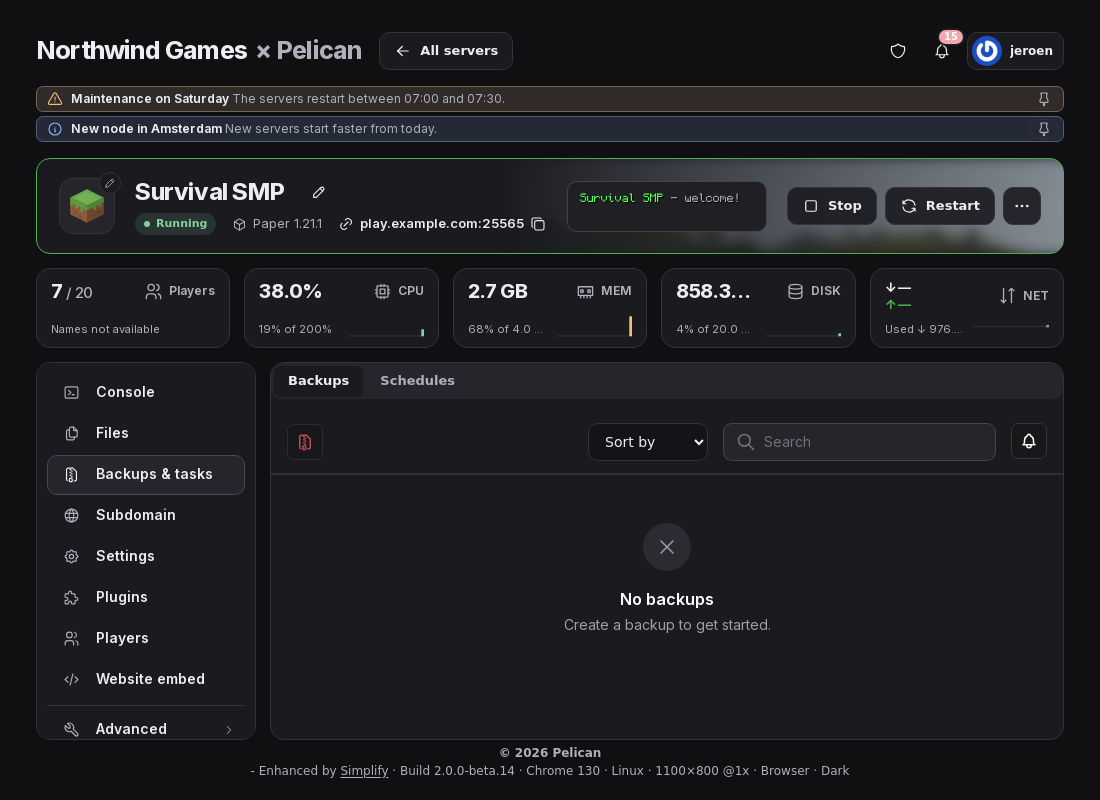 Northwind Games × Pelican
All servers
15
jeroen
Maintenance on Saturday The servers restart between 07:00 and 07:30.
New node in Amsterdam New servers start faster from today.
Survival SMP
Running
Paper 1.21.1
play.example.com:25565
Survival SMP – welcome!
Stop
Restart
7 / 20
Players
Names not available
38.0%
CPU
19% of 200%
2.7 GB
MEM
68% of 4.0 ...
858.3...
DISK
4% of 20.0 ...
↓—
↑—
NET
Used ↓ 976....
Console
Files
Backups & tasks
Subdomain
Settings
Plugins
Players
Website embed
Advanced
Backups
Schedules
Sort by
Search
No backups
Create a backup to get started.
© 2026 Pelican
- Enhanced by Simplify · Build 2.0.0-beta.14 · Chrome 130 · Linux · 1100×800 @1x · Browser · Dark